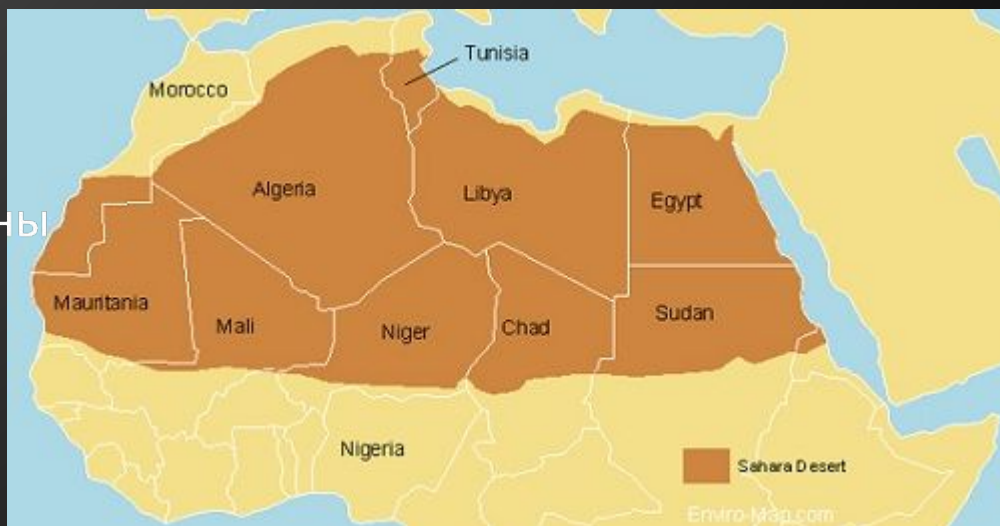 Tunisia
Morocco
Algeria
Libya
Egypt
ны
Mauritania
Mali
Niger
Chad
Sudan
Nigeria
Sahara Desert
Enviro-Map.com